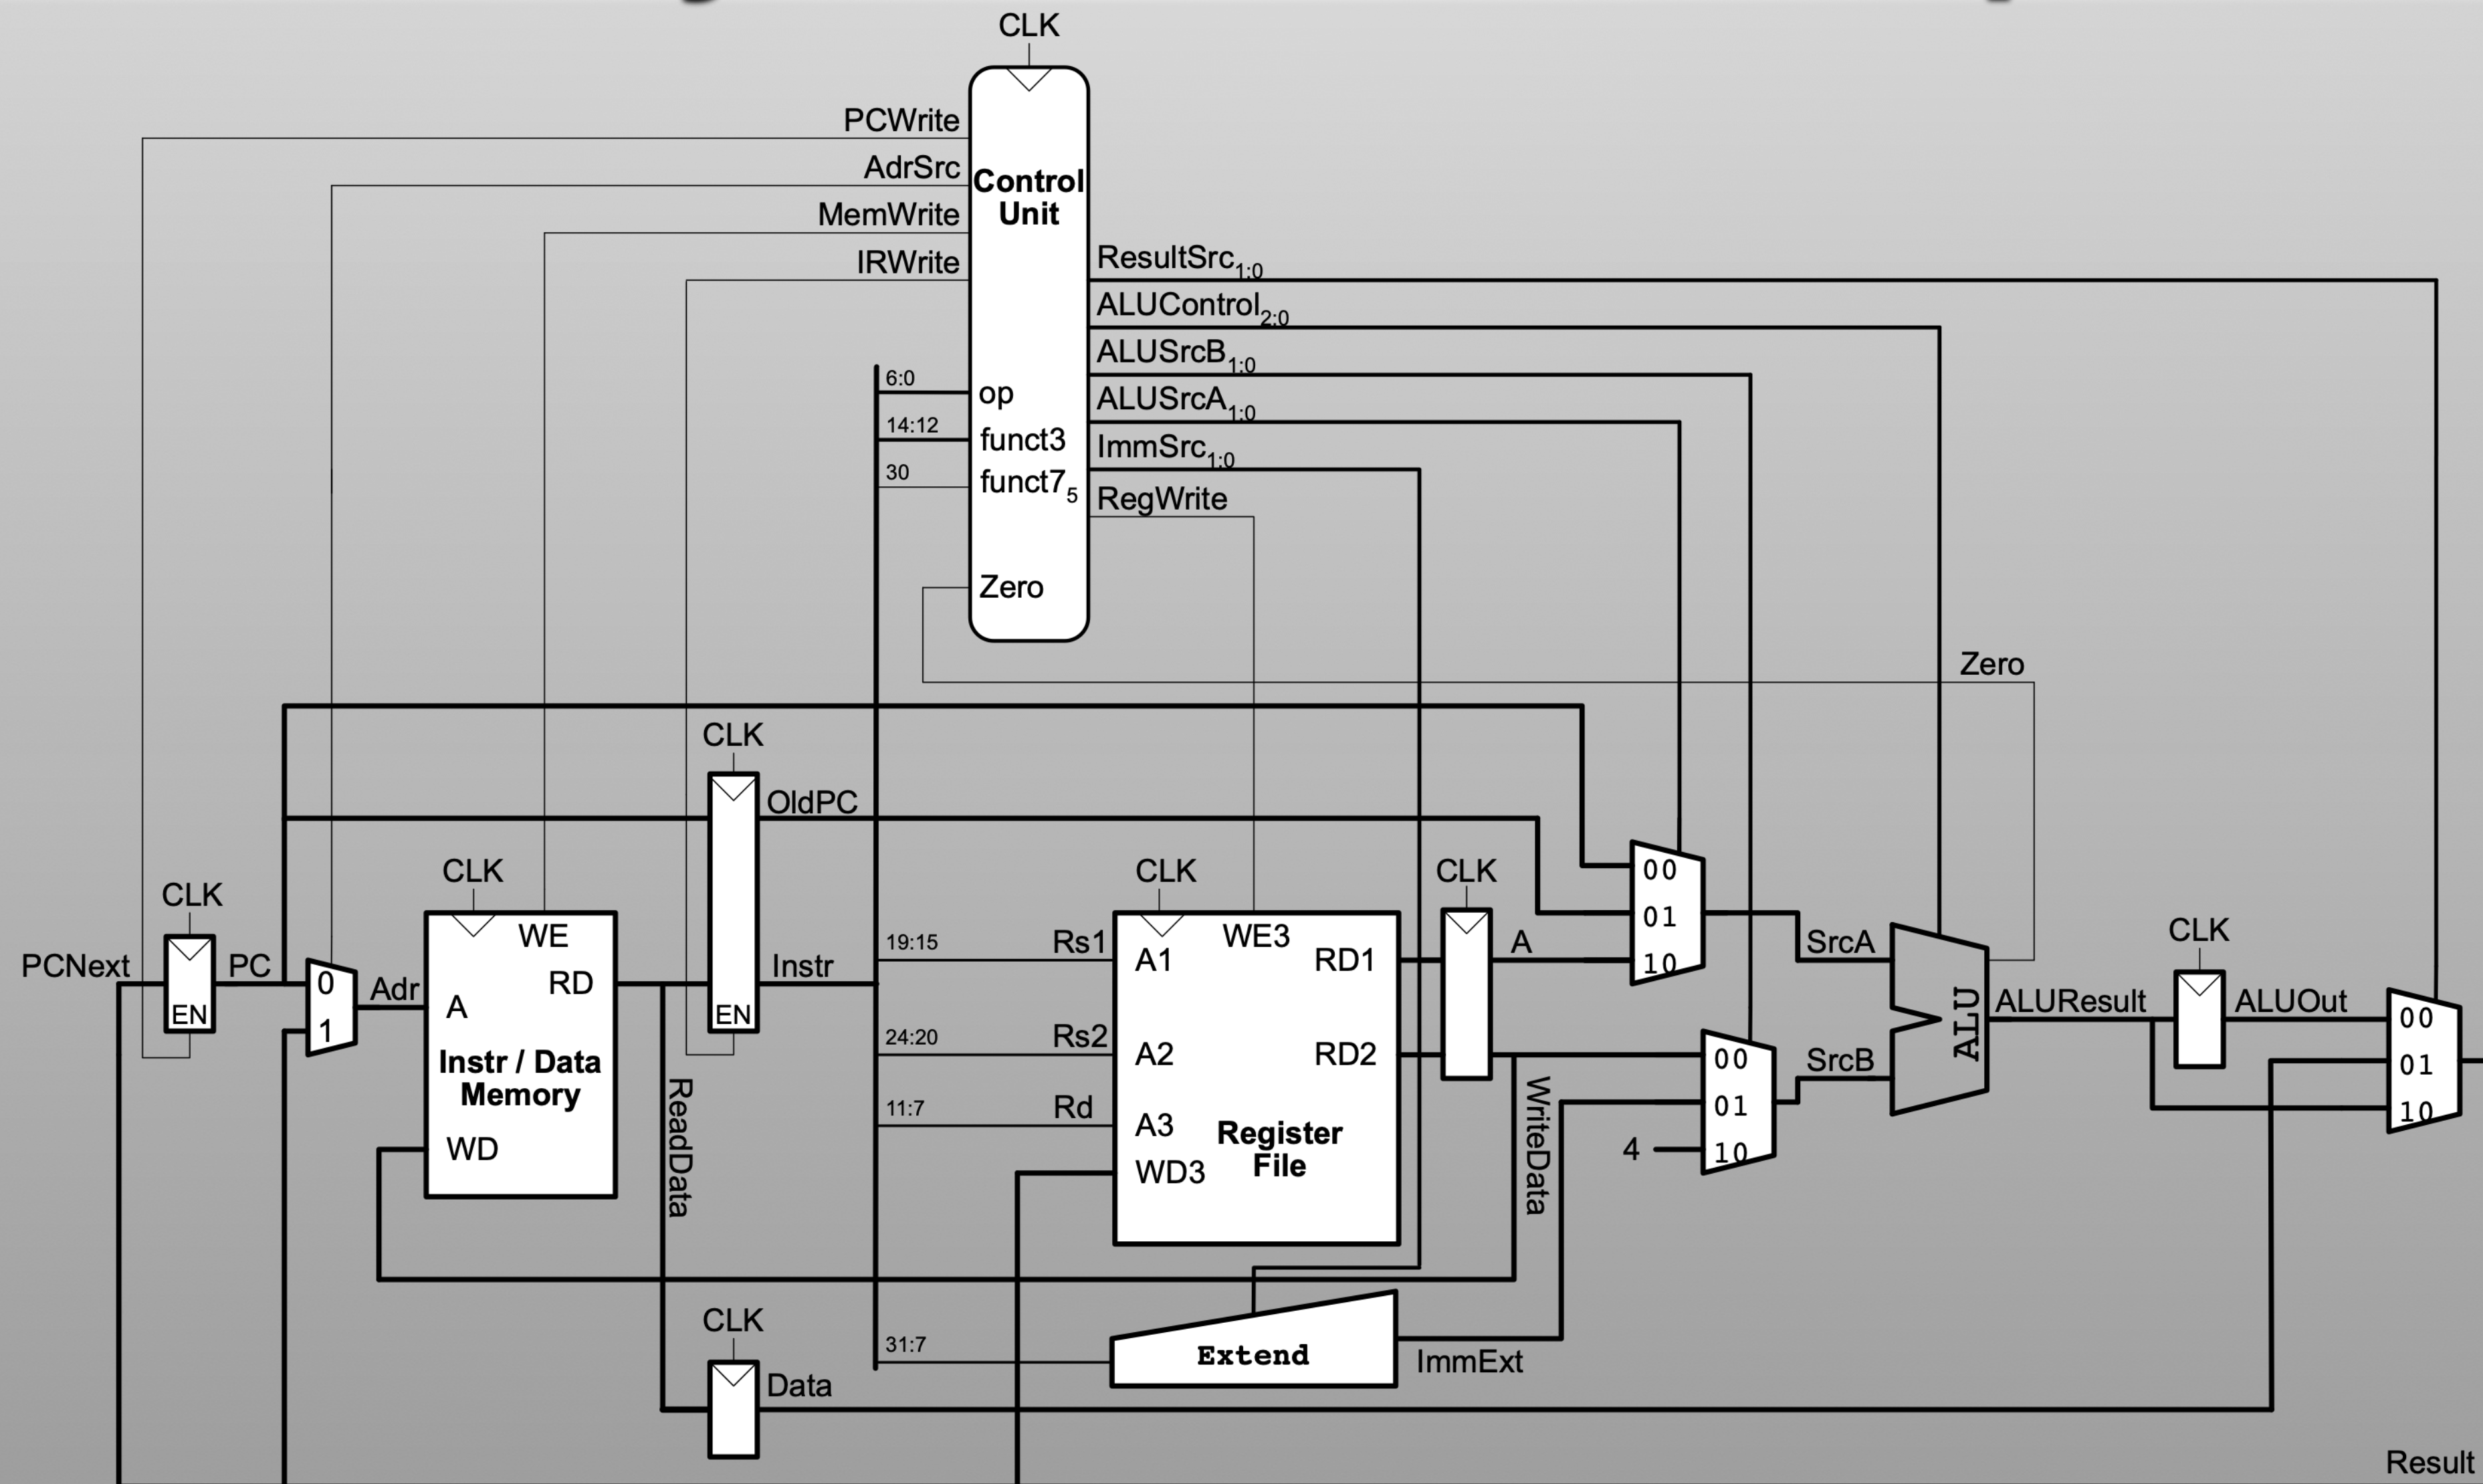 CLK
PCWrite
AdrSrc
Control
Unit
MemWrite
IRWrite
ResultSrc1:0
ALUControl2:0
ALUSrcB1:0
6:0
op
ALUSrcA1:0
14:12
funct3
ImmSrc1:0
30
funct75
RegWrite
Zero
Zero
CLK
OldPC
CLK
CLK
CLK
CLK
00
01
10
CLK
PCNext
PC
EN
0
1
Adr
WE
RD
A
Instr / Data
Memory
WD
EN
Instr
ReadData
19:15
Rs1
24:20
Rs2
11:7
Rd
WE3
A1
RD1
A2
RD2
A3
Register
File
WD3
A
WriteData
00
01
10
4
SrcA
SrcB
ALU
ALUResult
CLK
ALUOut
00
01
10
CLK
Data
31:7
Extend
ImmExt
Result